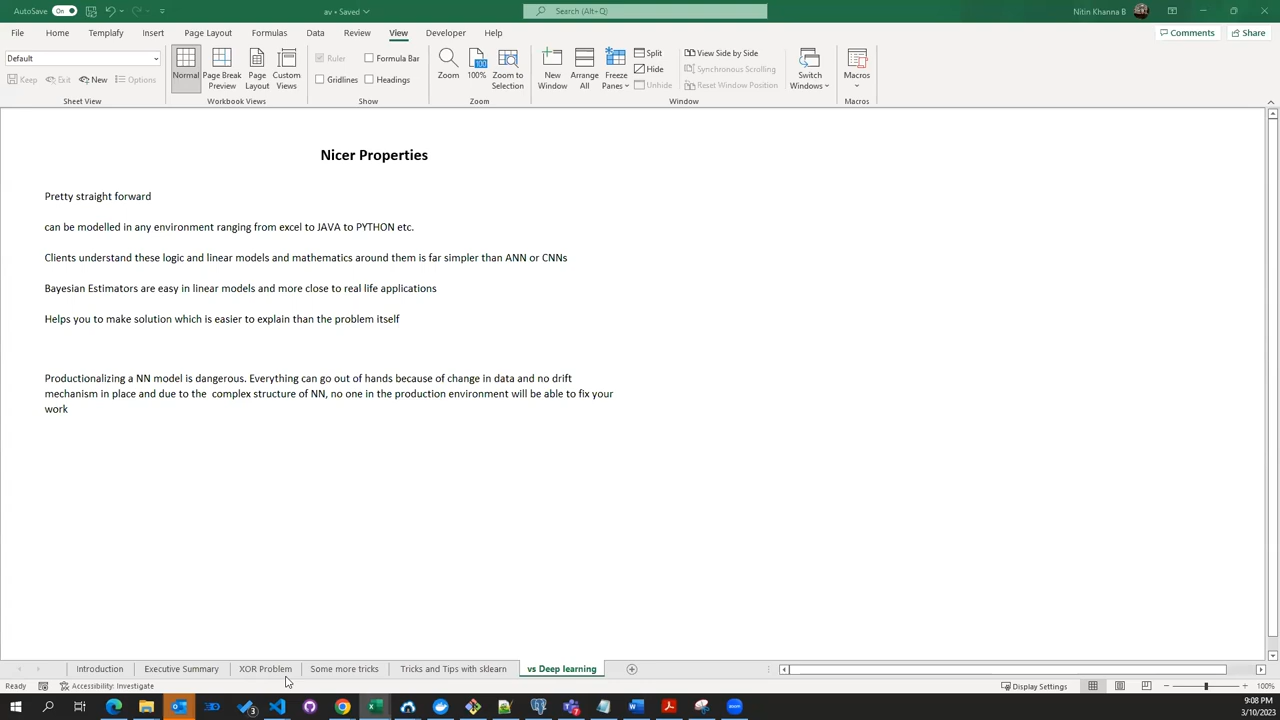 AutoSave On
av • Saved
Search (Alt+Q)
Nitin Khanna B
File Home Templafy Insert Page Layout Formulas Data Review View Developer Help
Comments Share
Default
Keep Exit New Options
Sheet View
Normal Page Break Preview Page Layout Custom Views
Workbook Views
Ruler Formula Bar
Gridlines Headings
Show
Zoom 100% Zoom to Selection
Zoom
New Window Arrange All Freeze Panes
Split
Hide
Unhide
View Side by Side
Synchronous Scrolling
Reset Window Position
Window
Switch Windows
Macros
Macros
Nicer Properties
Pretty straight forward
can be modelled in any environment ranging from excel to JAVA to PYTHON etc.
Clients understand these logic and linear models and mathematics around them is far simpler than ANN or CNNs
Bayesian Estimators are easy in linear models and more close to real life applications
Helps you to make solution which is easier to explain than the problem itself
Productionalizing a NN model is dangerous. Everything can go out of hands because of change in data and no drift
mechanism in place and due to the complex structure of NN, no one in the production environment will be able to fix your
work
Introduction Executive Summary XOR Problem Some more tricks Tricks and Tips with sklearn vs Deep learning
Ready Accessibility: Investigate
Display Settings
100%
9:08 PM
3/10/2023